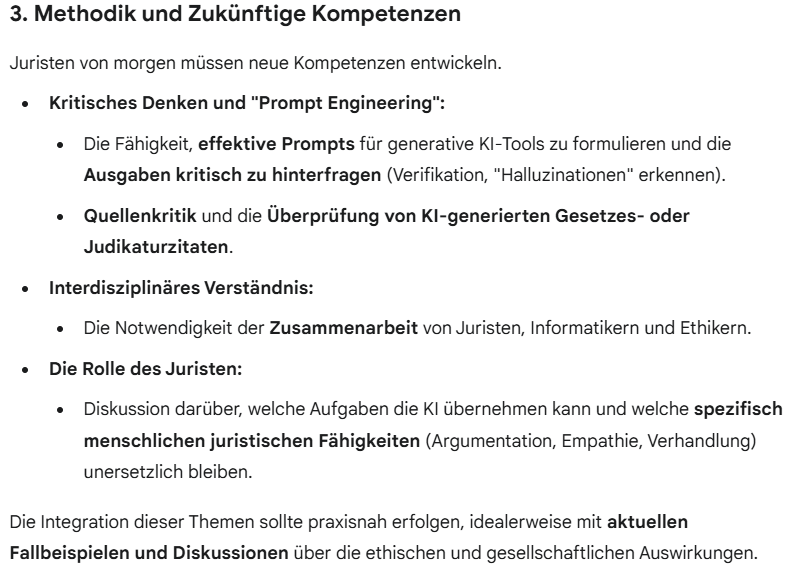 3. Methodik und Zukünftige Kompetenzen
Juristen von morgen müssen neue Kompetenzen entwickeln.
• Kritisches Denken und "Prompt Engineering":
• Die Fähigkeit, effektive Prompts für generative KI-Tools zu formulieren und die
Ausgaben kritisch zu hinterfragen (Verifikation, "Halluzinationen" erkennen).
• Quellenkritik und die Überprüfung von KI-generierten Gesetzes- oder
Judikaturzitaten.
• Interdisziplinäres Verständnis:
• Die Notwendigkeit der Zusammenarbeit von Juristen, Informatikern und Ethikern.
• Die Rolle des Juristen:
• Diskussion darüber, welche Aufgaben die KI übernehmen kann und welche spezifisch
menschlichen juristischen Fähigkeiten (Argumentation, Empathie, Verhandlung)
unersetzlich bleiben.
Die Integration dieser Themen sollte praxisnah erfolgen, idealerweise mit aktuellen
Fallbeispielen und Diskussionen über die ethischen und gesellschaftlichen Auswirkungen.